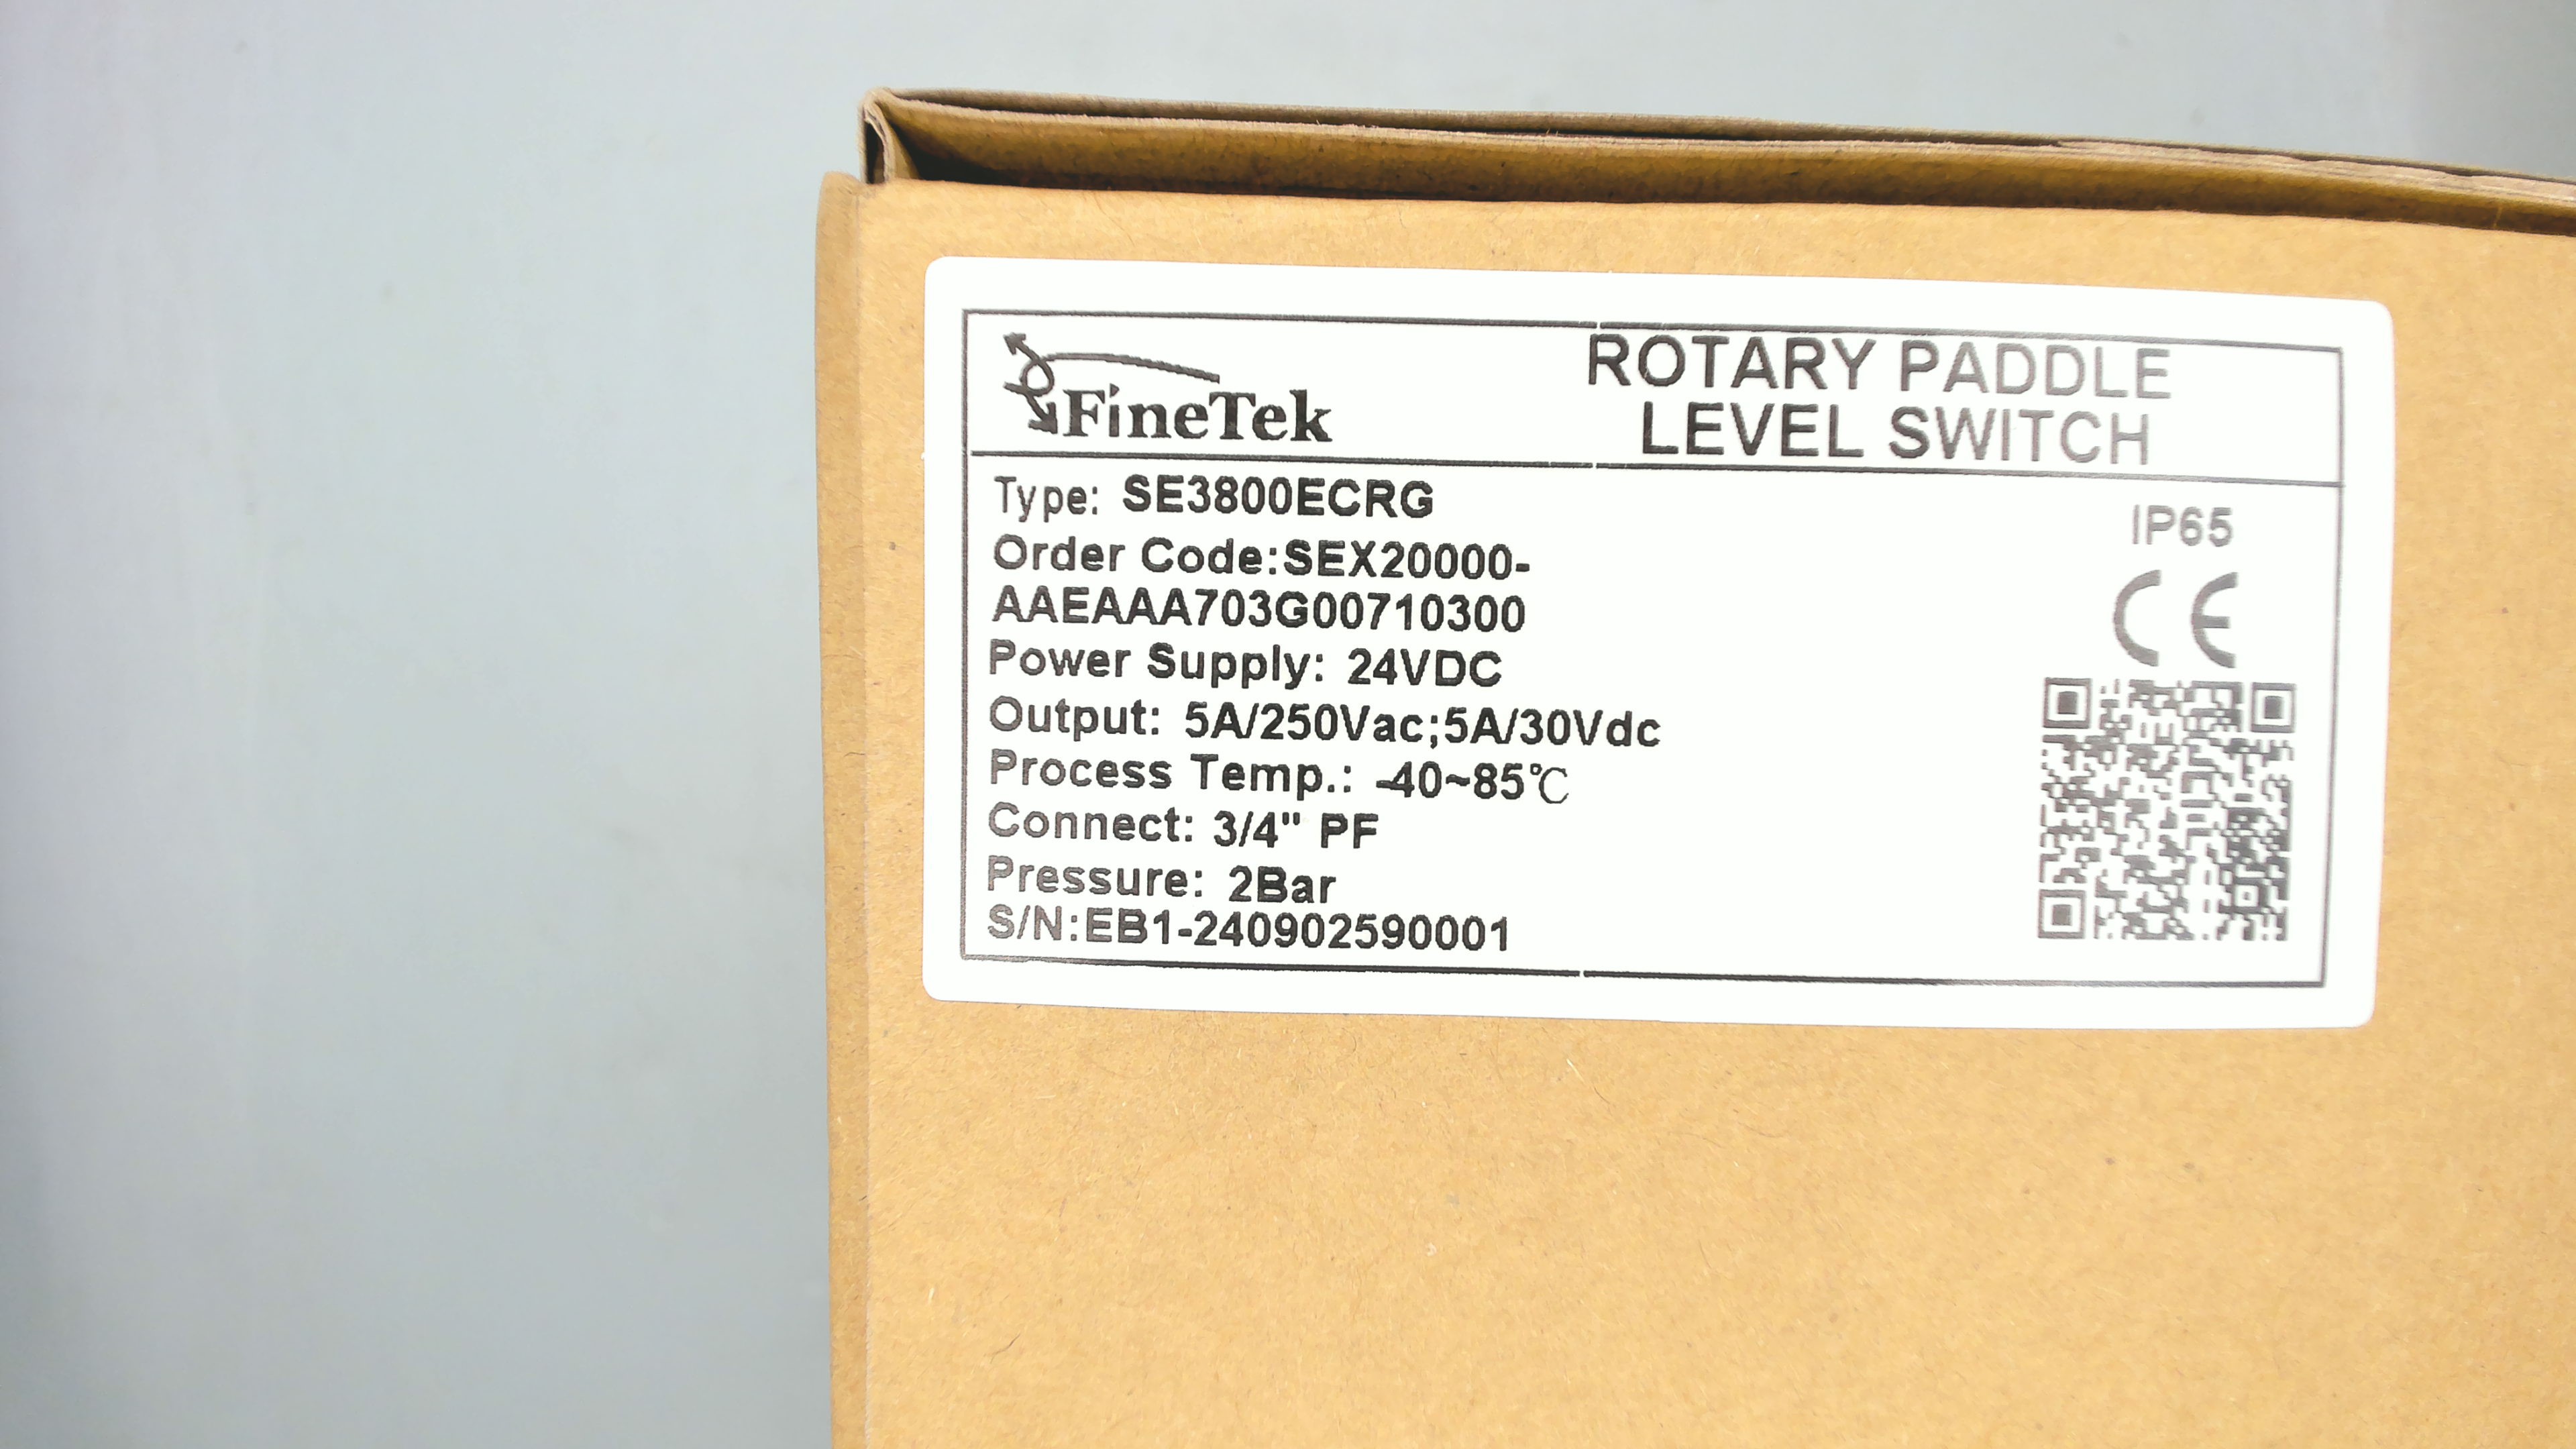 FineTek
ROTARY PADDLE
LEVEL SWITCH
Type: SE3800ECRG
Order Code:SEX20000-
AAEAAA703G00710300
Power Supply: 24VDC
Output: 5A/250Vac;5A/30Vdc
Process Temp.: -40~85℃
Connect: 3/4" PF
Pressure: 2Bar
S/N:EB1-240902590001
IP65
CE